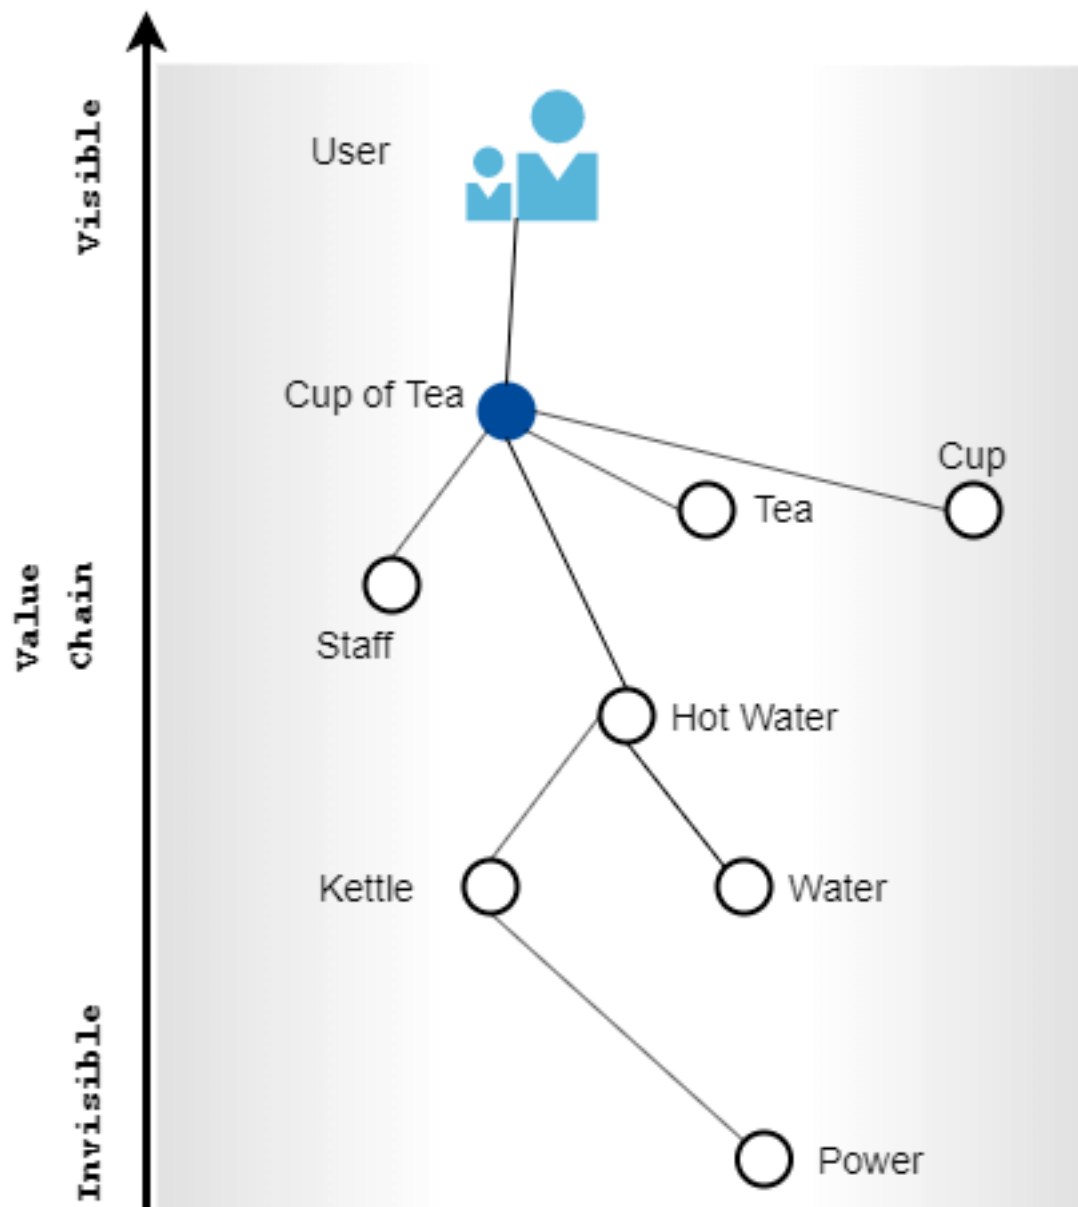 Visible
User
Cup of Tea
Cup
Tea
Value
Chain
Staff
Hot Water
Kettle
Water
Invisible
Power